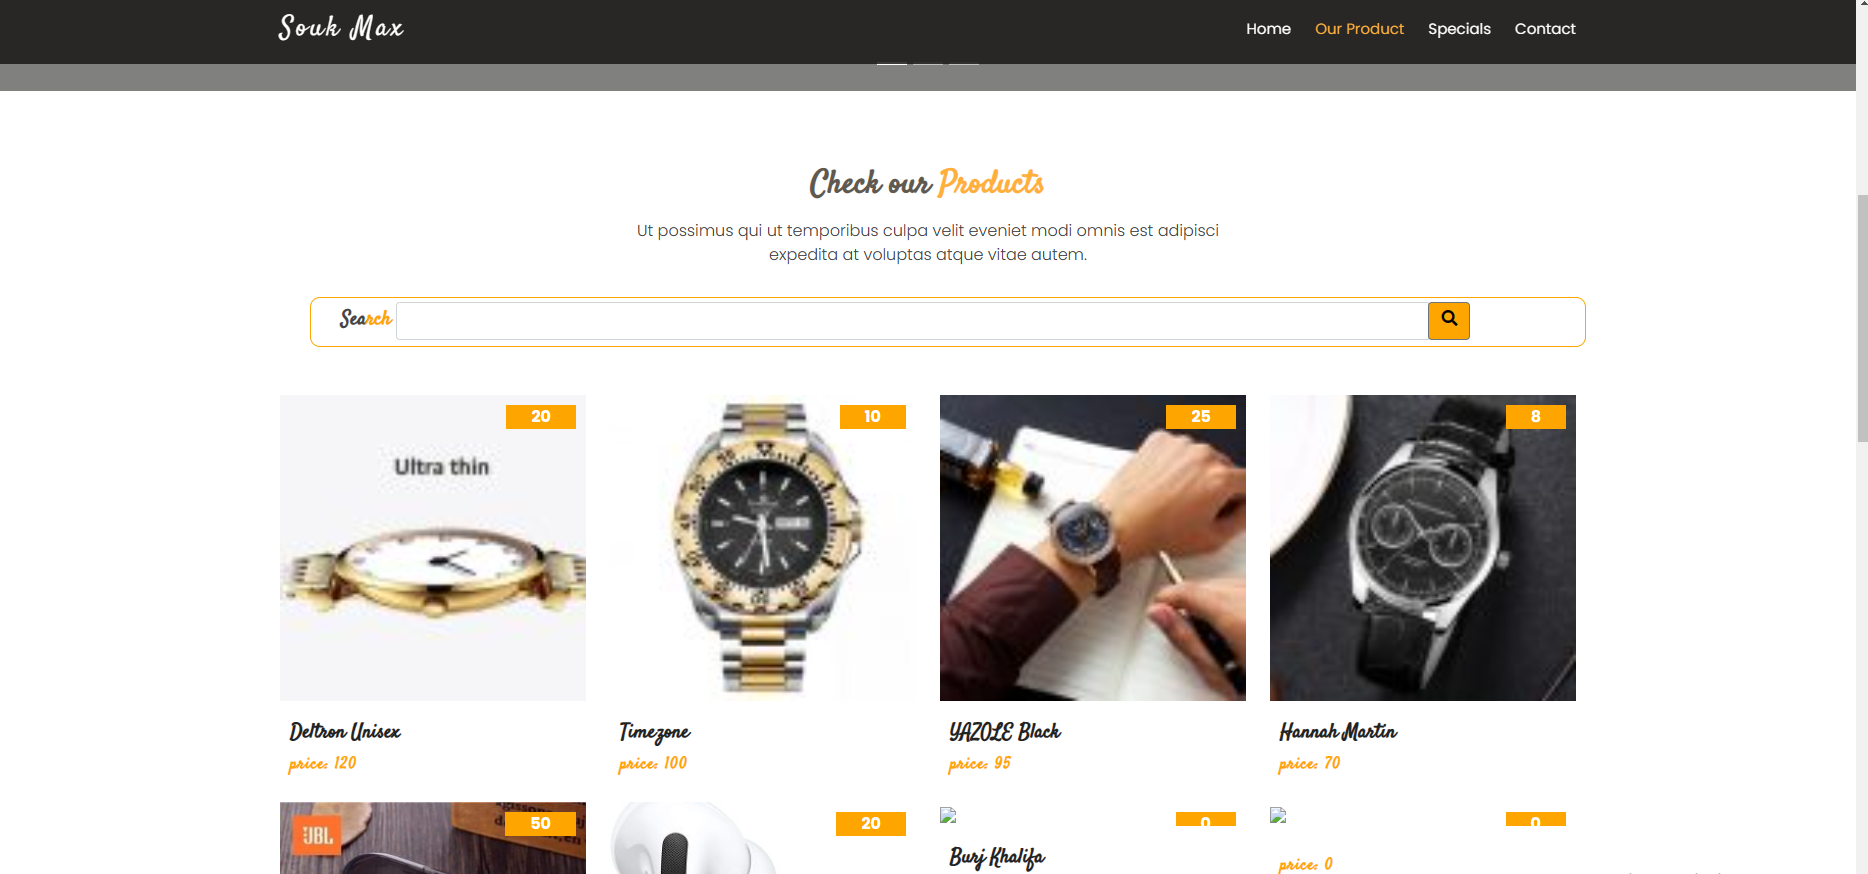 Souk Max
Home Our Product Specials Contact
Check our Products
Ut possimus qui ut temporibus culpa velit eveniet modi omnis est adipisci
expedita at voluptas atque vitae autem.
Search
20
10
25
8
Ultra thin
Deltron Unisex
Timezone
YAZOLE Black
Hannah Martin
price: 120
price: 100
price: 95
price: 70
JBL
50
20
0
0
Burj Khalifa
price: 0